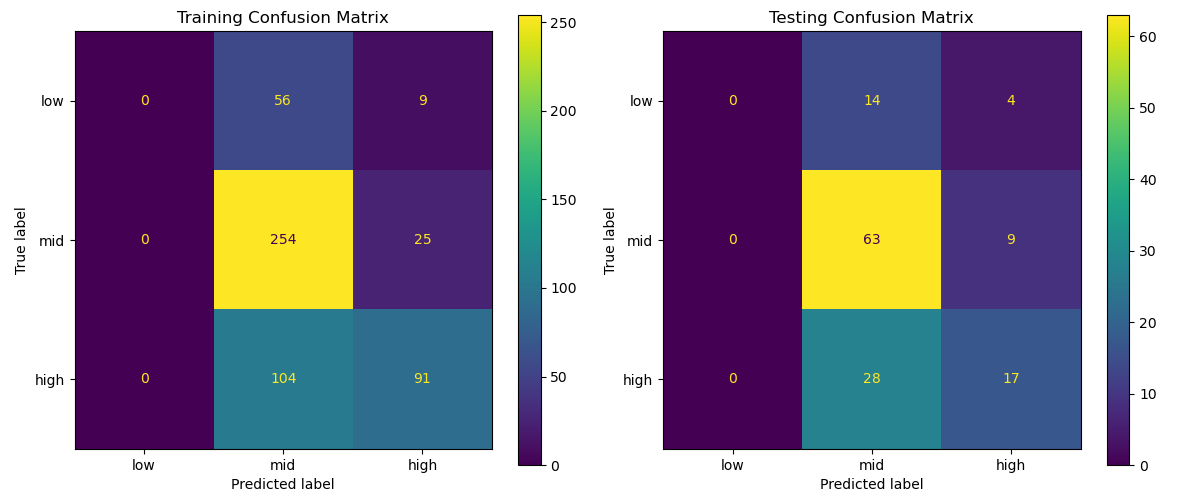 Training Confusion Matrix
True label
low
mid
high
0 56 9
0 254 25
0 104 91
low mid high
Predicted label
250
200
150
100
50
0
Testing Confusion Matrix
True label
low
mid
high
0 14 4
0 63 9
0 28 17
low mid high
Predicted label
60
50
40
30
20
10
0